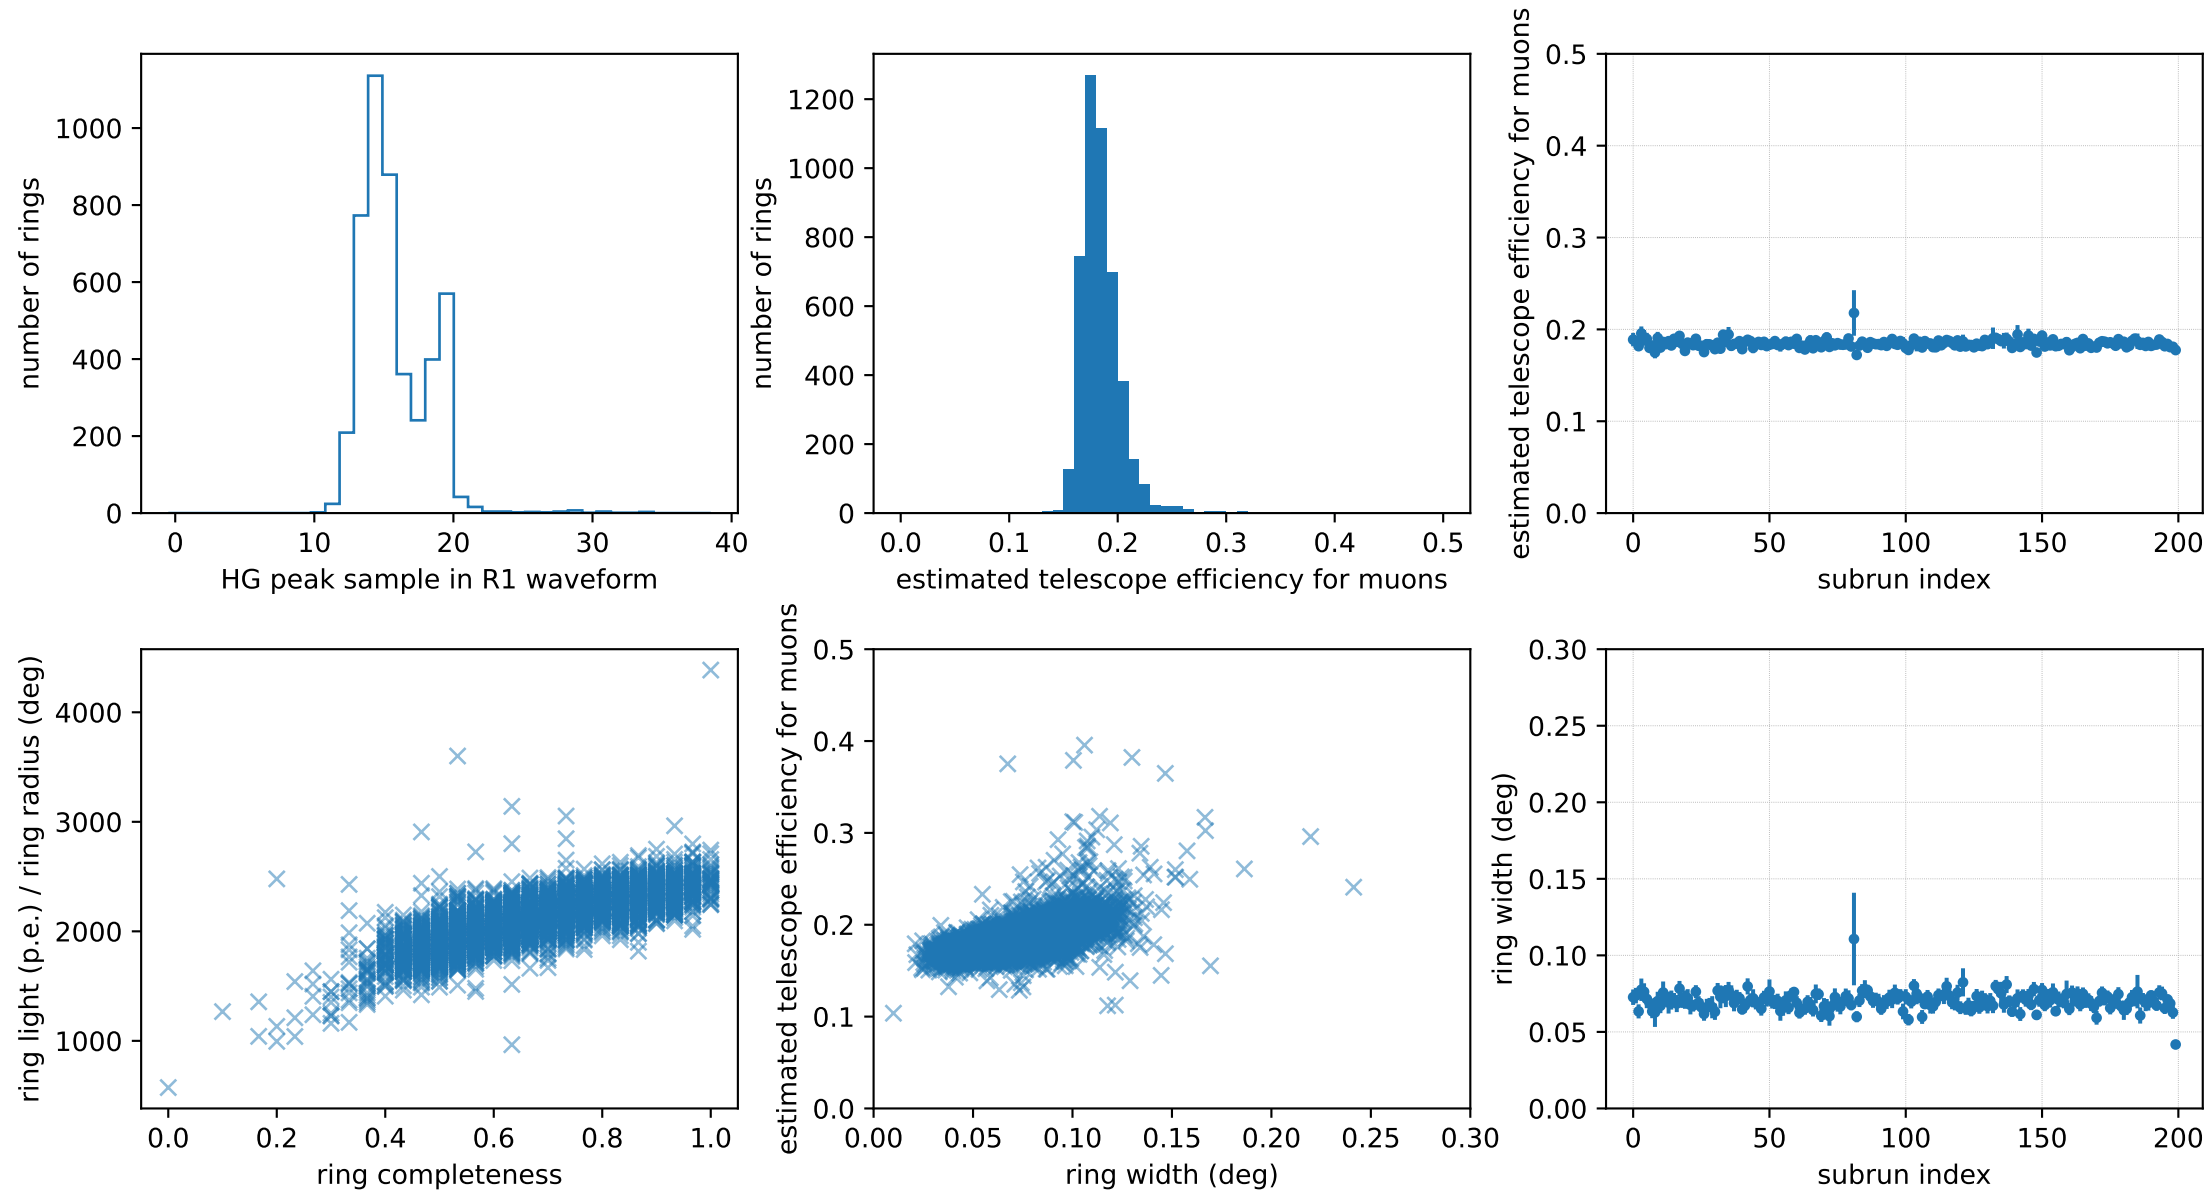 number of rings
1000
800
600
400
200
0
0 10 20 30 40
HG peak sample in R1 waveform
number of rings
1200
1000
800
600
400
200
0
0.0 0.1 0.2 0.3 0.4 0.5
estimated telescope efficiency for muons
estimated telescope efficiency for muons
0.5
0.4
0.3
0.2
0.1
0.0
0 50 100 150 200
subrun index
ring light (p.e.) / ring radius (deg)
4000
3000
2000
1000
0.0 0.2 0.4 0.6 0.8 1.0
ring completeness
estimated telescope efficiency for muons
0.5
0.4
0.3
0.2
0.1
0.0
0.00 0.05 0.10 0.15 0.20 0.25 0.30
ring width (deg)
ring width (deg)
0.30
0.25
0.20
0.15
0.10
0.05
0.00
0 50 100 150 200
subrun index